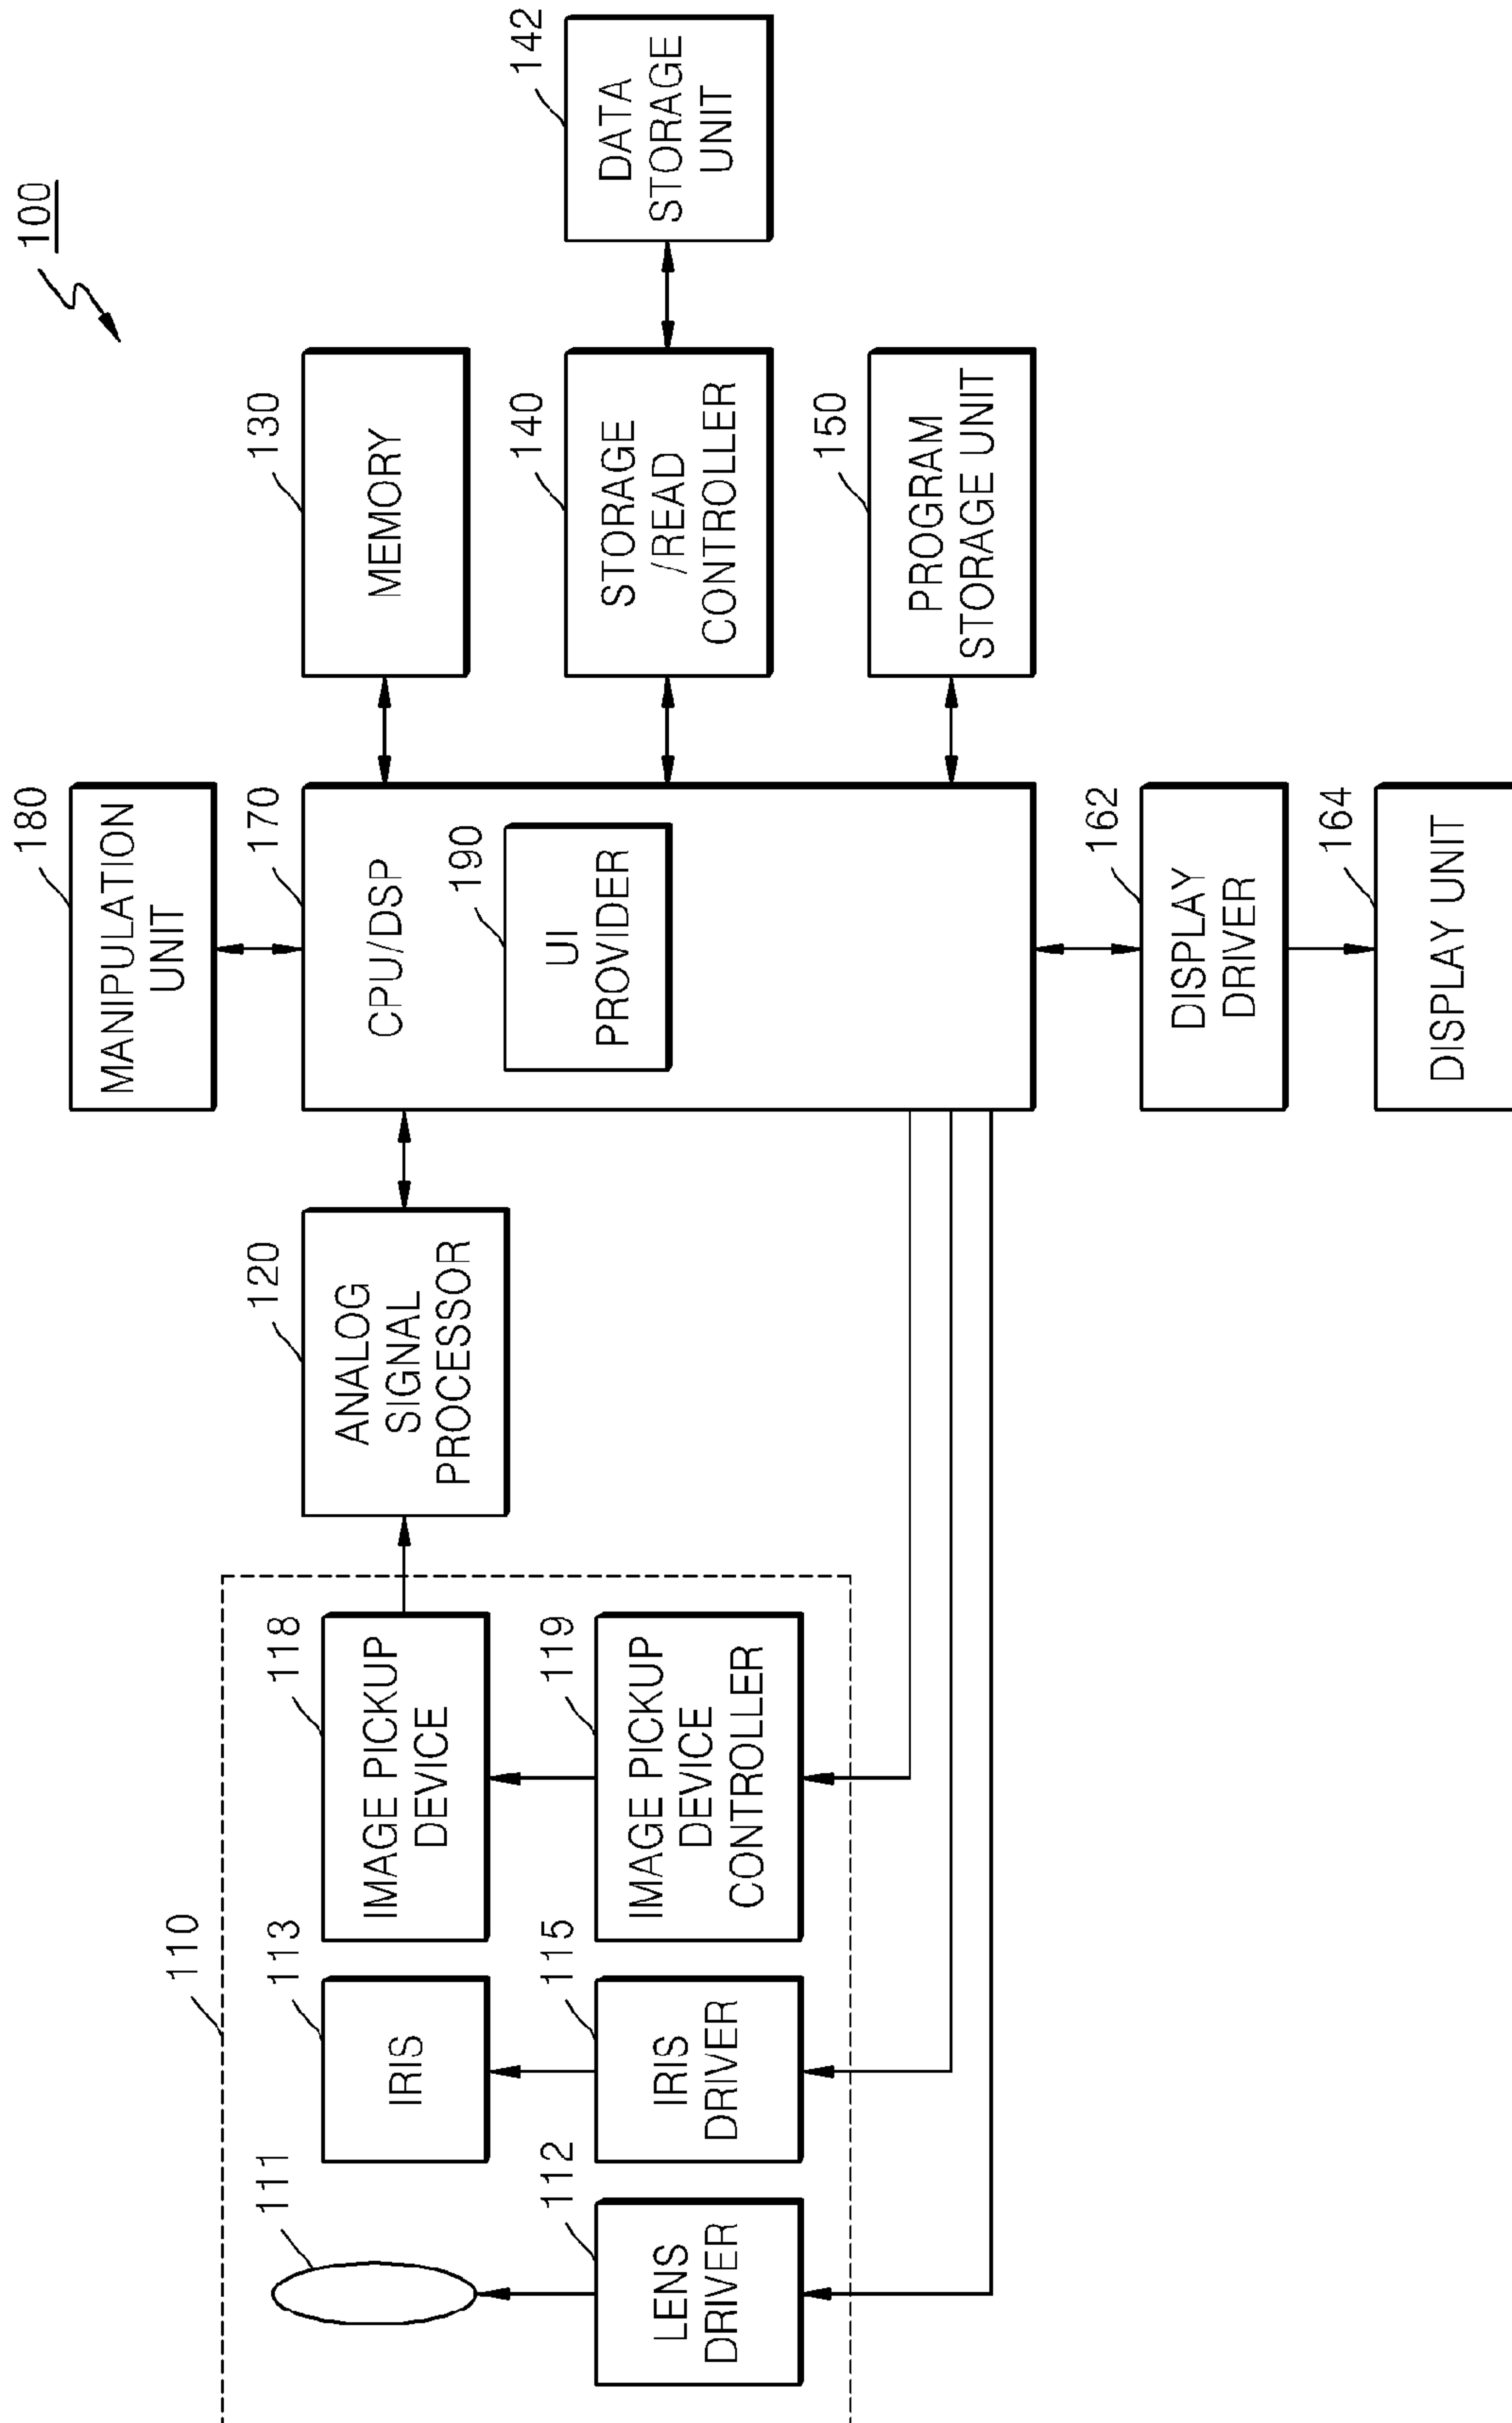 100
180
MANIPULATION
UNIT
110
111
113
118
IRIS
IMAGE PICKUP
DEVICE
112
115
119
LENS
DRIVER
IRIS
DRIVER
IMAGE PICKUP
DEVICE
CONTROLLER
120
ANALOG
SIGNAL
PROCESSOR
170
CPU/DSP
190
UI
PROVIDER
130
MEMORY
140
STORAGE
/READ
CONTROLLER
142
DATA
STORAGE
UNIT
150
PROGRAM
STORAGE UNIT
162
DISPLAY
DRIVER
164
DISPLAY UNIT